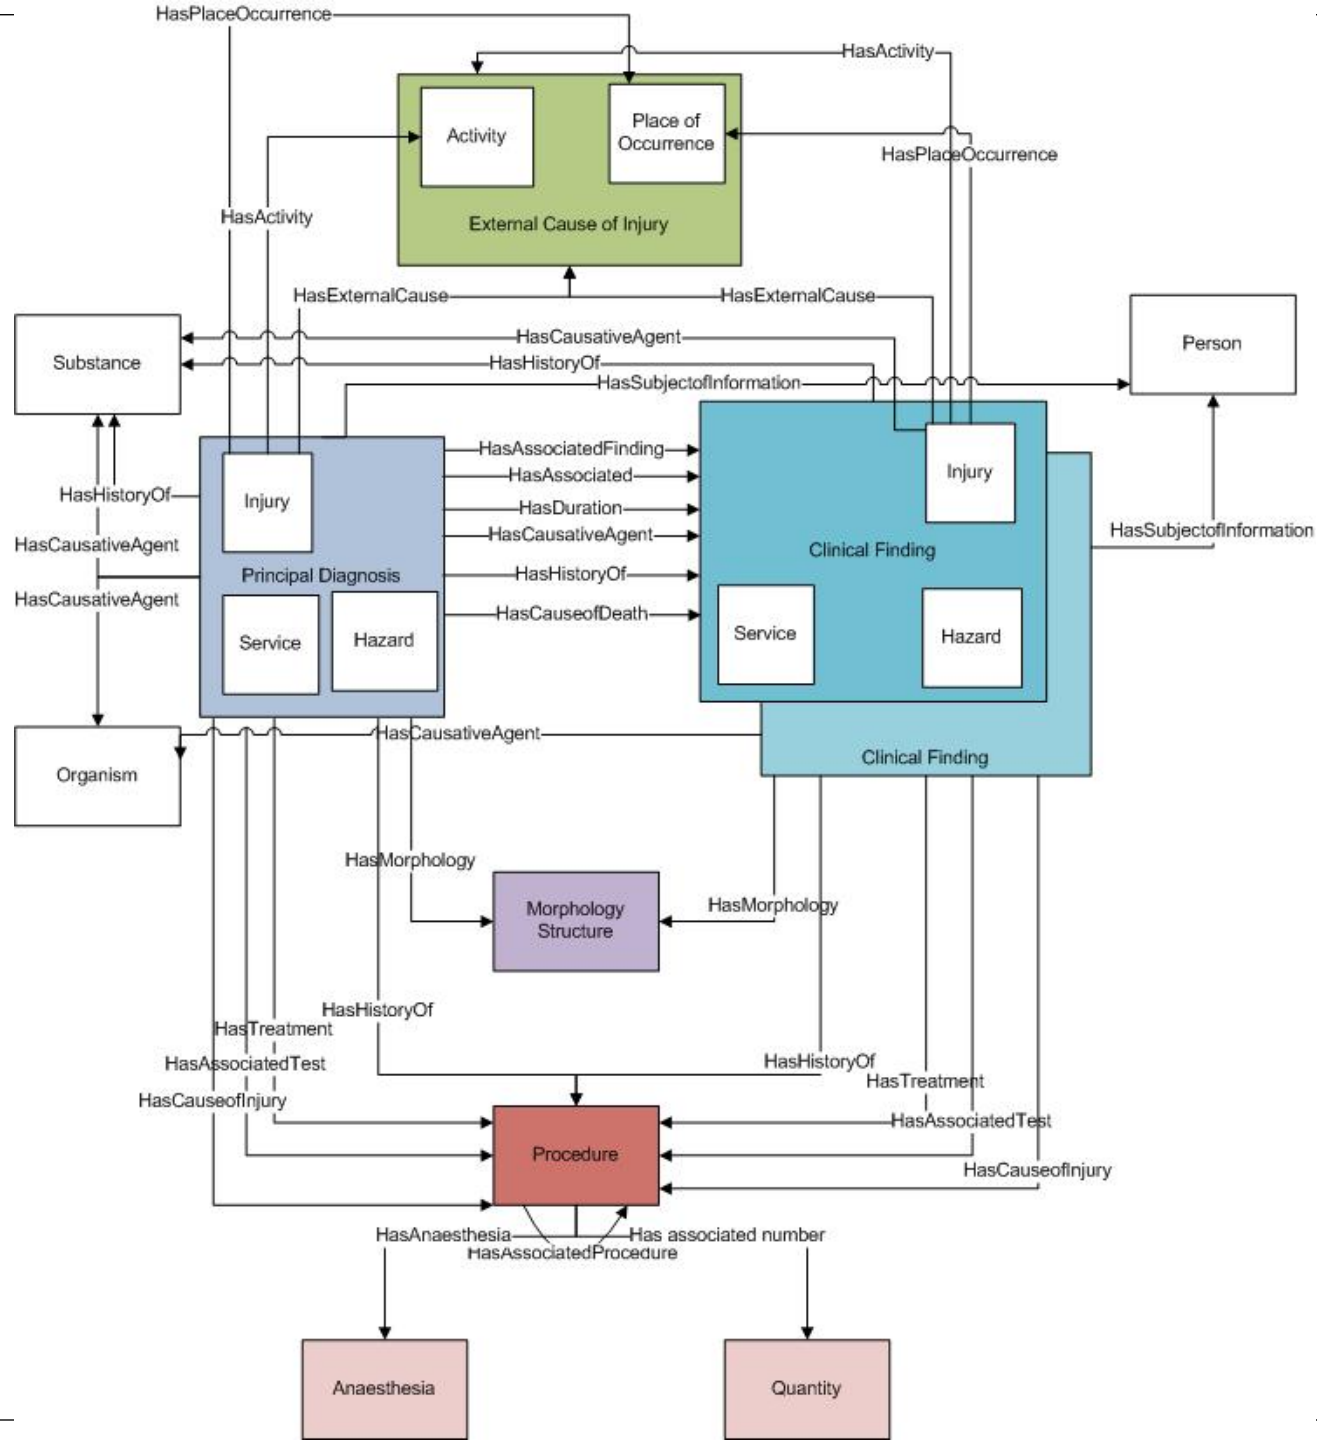 HasPlaceOccurrence
HasActivity
Activity
Place of
Occurrence
HasPlaceOccurrence
HasActivity
External Cause of Injury
HasExternalCause
HasExternalCause
Substance
HasCausativeAgent
Person
HasHistoryOf
HasSubjectofInformation
HasAssociatedFinding
Injury
HasAssociated
HasHistoryOf
Injury
HasDuration
HasCausativeAgent
HasSubjectofInformation
HasCausativeAgent
Clinical Finding
Principal Diagnosis
HasHistoryOf
HasCausativeAgent
HasCauseofDeath
Service
Hazard
Service
Hazard
HasCausativeAgent
Clinical Finding
Organism
HasMorphology
Morphology
Structure
HasMorphology
HasHistoryOf
HasTreatment
HasAssociatedTest
HasHistoryOf
HasTreatment
HasCauseofInjury
HasAssociatedTest
Procedure
HasCauseofInjury
HasAnaesthesia
Has associated number
HasAssociatedProcedure
Anaesthesia
Quantity